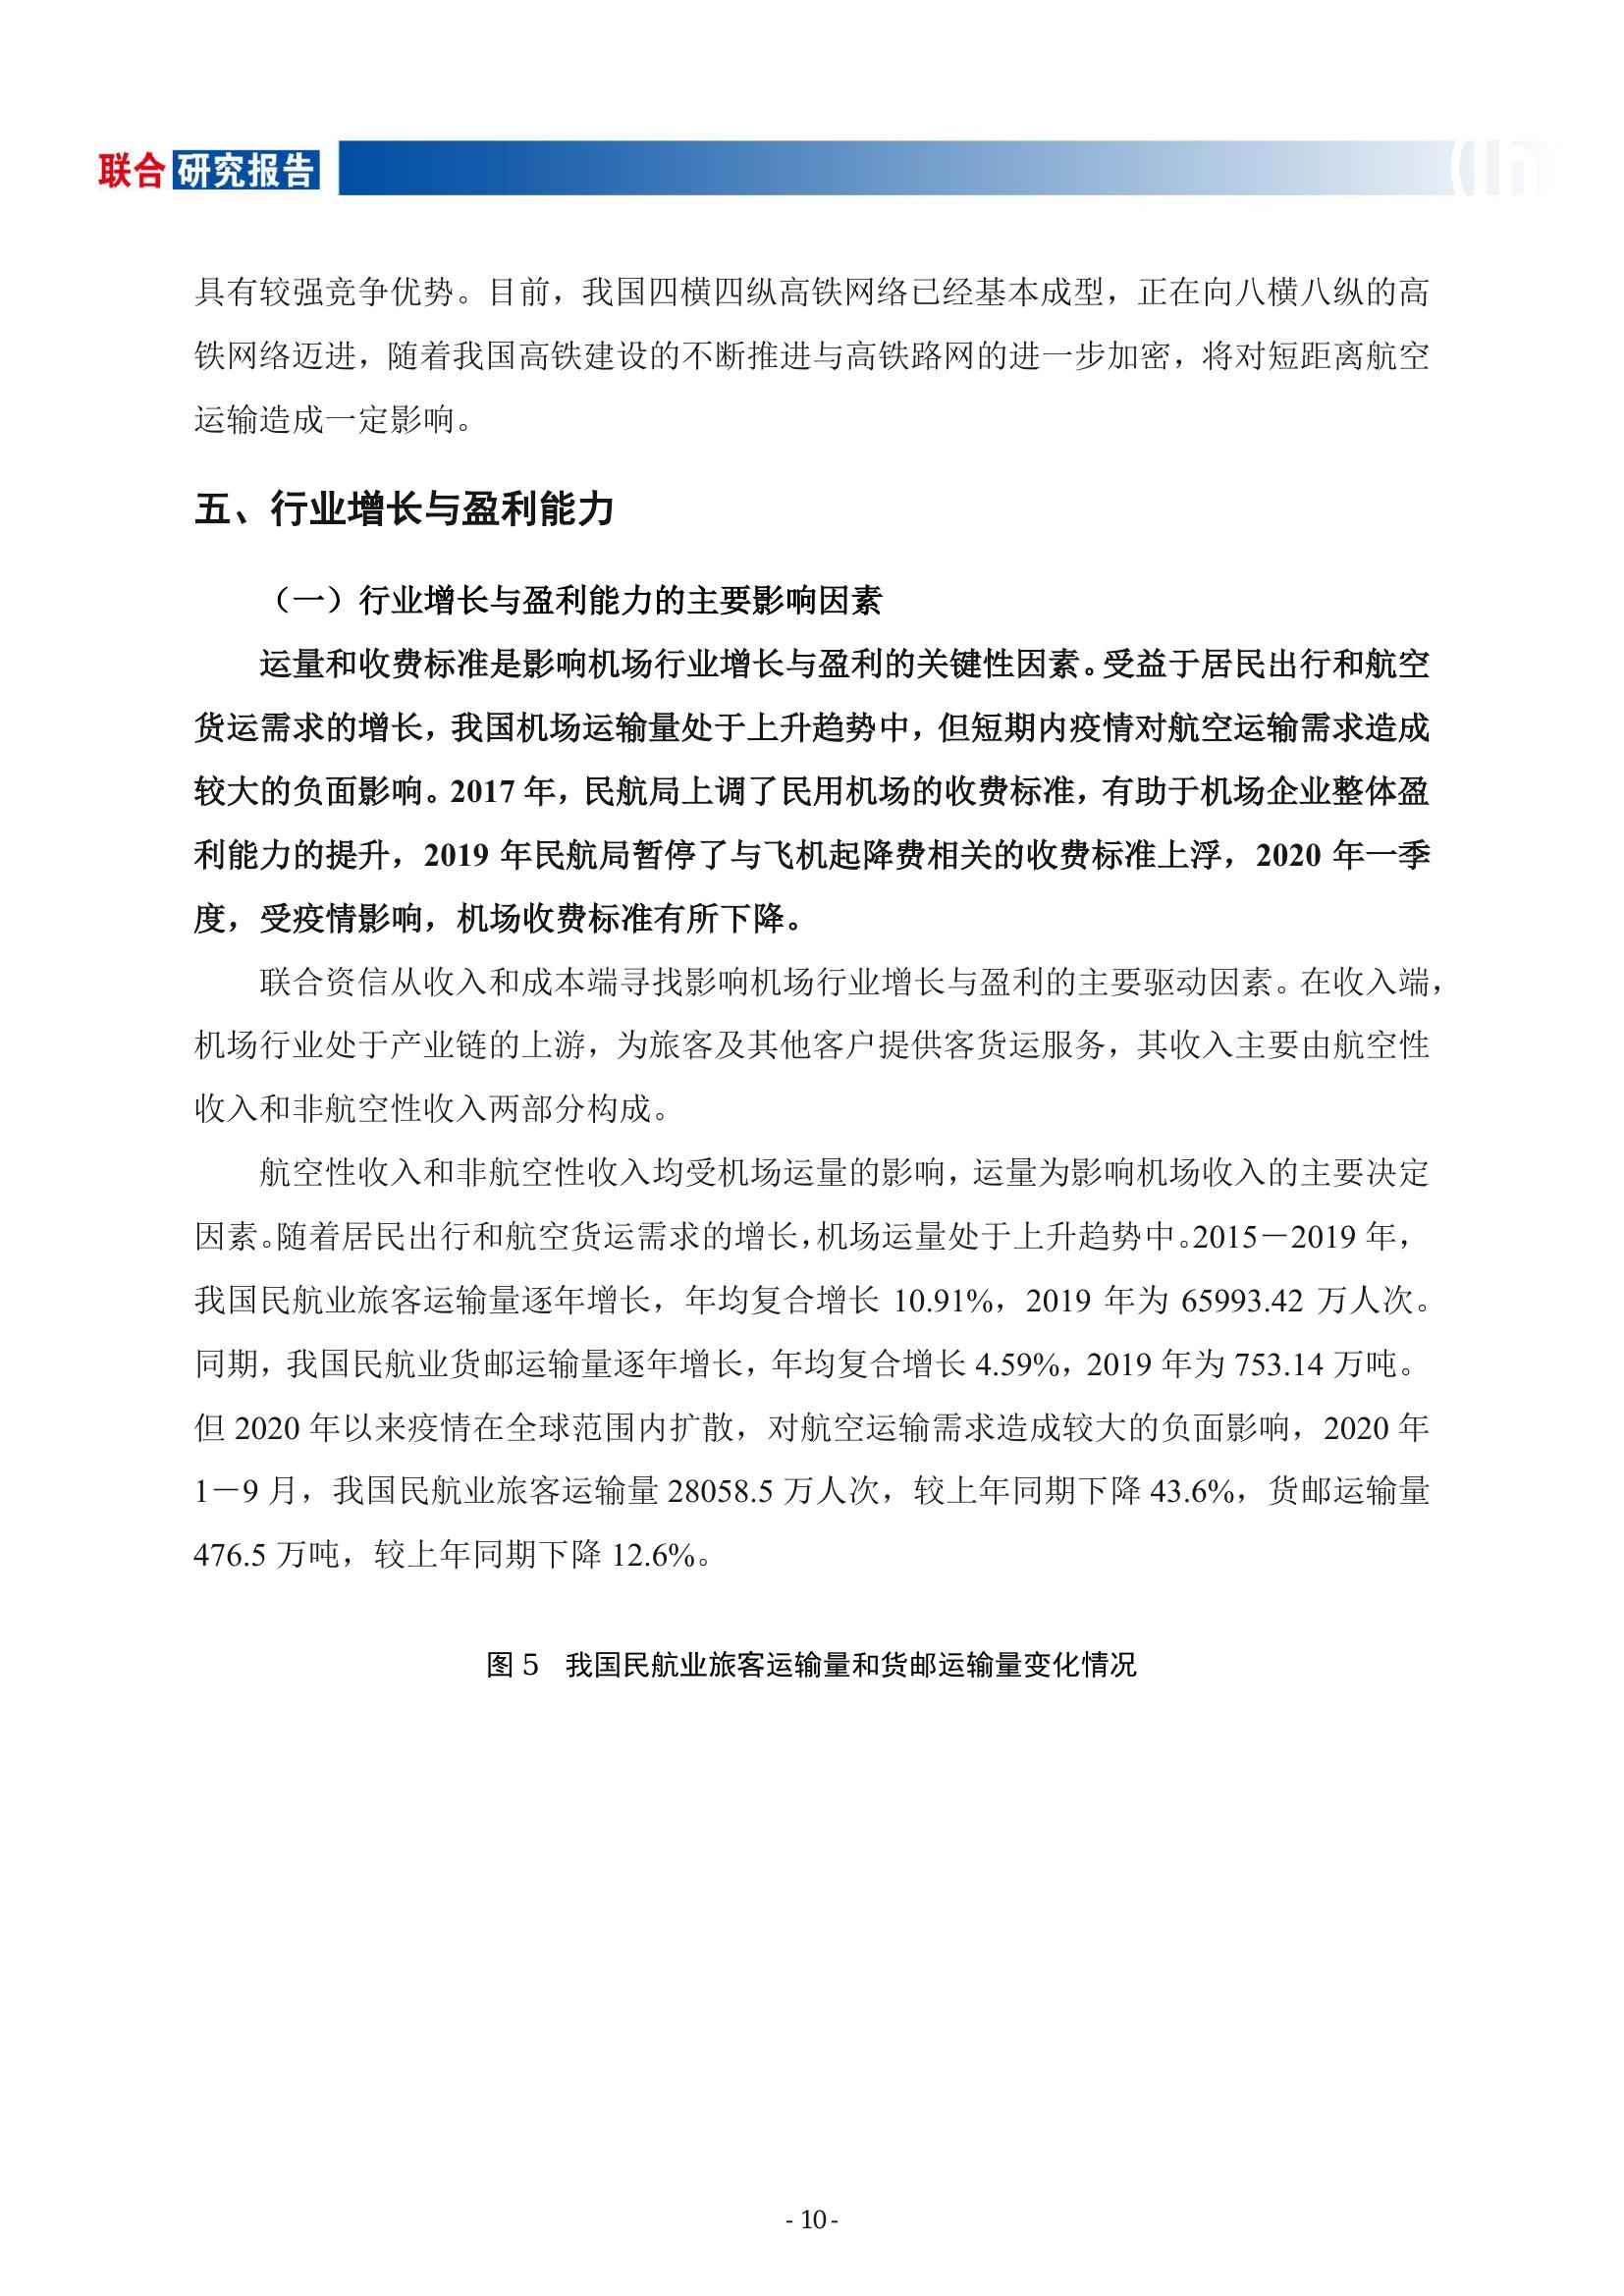 联合研究报告
具有较强竞争优势。目前，我国四横四纵高铁网络已经基本成型，正在向八横八纵的高
铁网络迈进，随着我国高铁建设的不断推进与高铁路网的进一步加密，将对短距离航空
运输造成一定影响。
五、行业增长与盈利能力
（一）行业增长与盈利能力的主要影响因素
运量和收费标准是影响机场行业增长与盈利的关键性因素。受益于居民出行和航空
货运需求的增长，我国机场运输量处于上升趋势中，但短期内疫情对航空运输需求造成
较大的负面影响。2017 年，民航局上调了民用机场的收费标准，有助于机场企业整体盈
利能力的提升，2019 年民航局暂停了与飞机起降费相关的收费标准上浮，2020 年一季
度，受疫情影响，机场收费标准有所下降。
联合资信从收入和成本端寻找影响机场行业增长与盈利的主要驱动因素。在收入端，
机场行业处于产业链的上游，为旅客及其他客户提供客货运服务，其收入主要由航空性
收入和非航空性收入两部分构成。
航空性收入和非航空性收入均受机场运量的影响，运量为影响机场收入的主要决定
因素。随着居民出行和航空货运需求的增长，机场运量处于上升趋势中。2015－2019 年，
我国民航业旅客运输量逐年增长，年均复合增长 10.91%，2019 年为 65993.42 万人次。
同期，我国民航业货邮运输量逐年增长，年均复合增长 4.59%，2019 年为 753.14 万吨。
但 2020 年以来疫情在全球范围内扩散，对航空运输需求造成较大的负面影响，2020 年
1－9 月，我国民航业旅客运输量 28058.5 万人次，较上年同期下降 43.6%，货邮运输量
476.5 万吨，较上年同期下降 12.6%。
图 5 我国民航业旅客运输量和货邮运输量变化情况
- 10 -